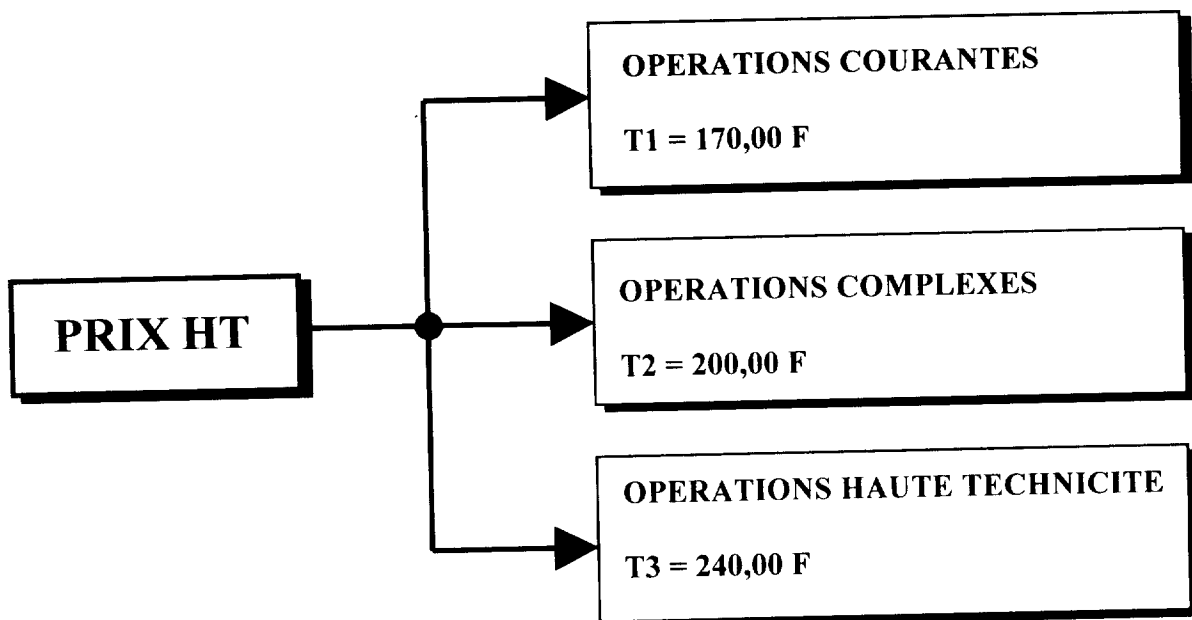 OPERATIONS COURANTES
T1 = 170,00 F
PRIX HT
OPERATIONS COMPLEXES
T2 = 200,00 F
OPERATIONS HAUTE TECHNICITE
T3 = 240,00 F